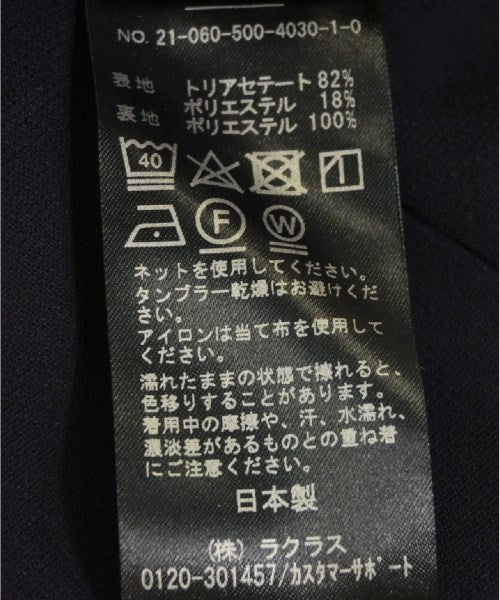 NO. 21-060-500-4030-1-0
表地 トリアセテート 82%
ポリエステル 18%
裏地 ポリエステル 100%
40
F W
ネットを使用してください。
タンブラー乾燥はお避けくだ
さい。
アイロンは当て布を使用して
ください。
濡れたままの状態で擦れると、
色移りすることがあります。
着用中の摩擦や、汗、水濡れ、
濃淡差があるものとの重ね着
にご注意ください。
日本製
(株) ラクラス
0120-301457/カスタマーサポート